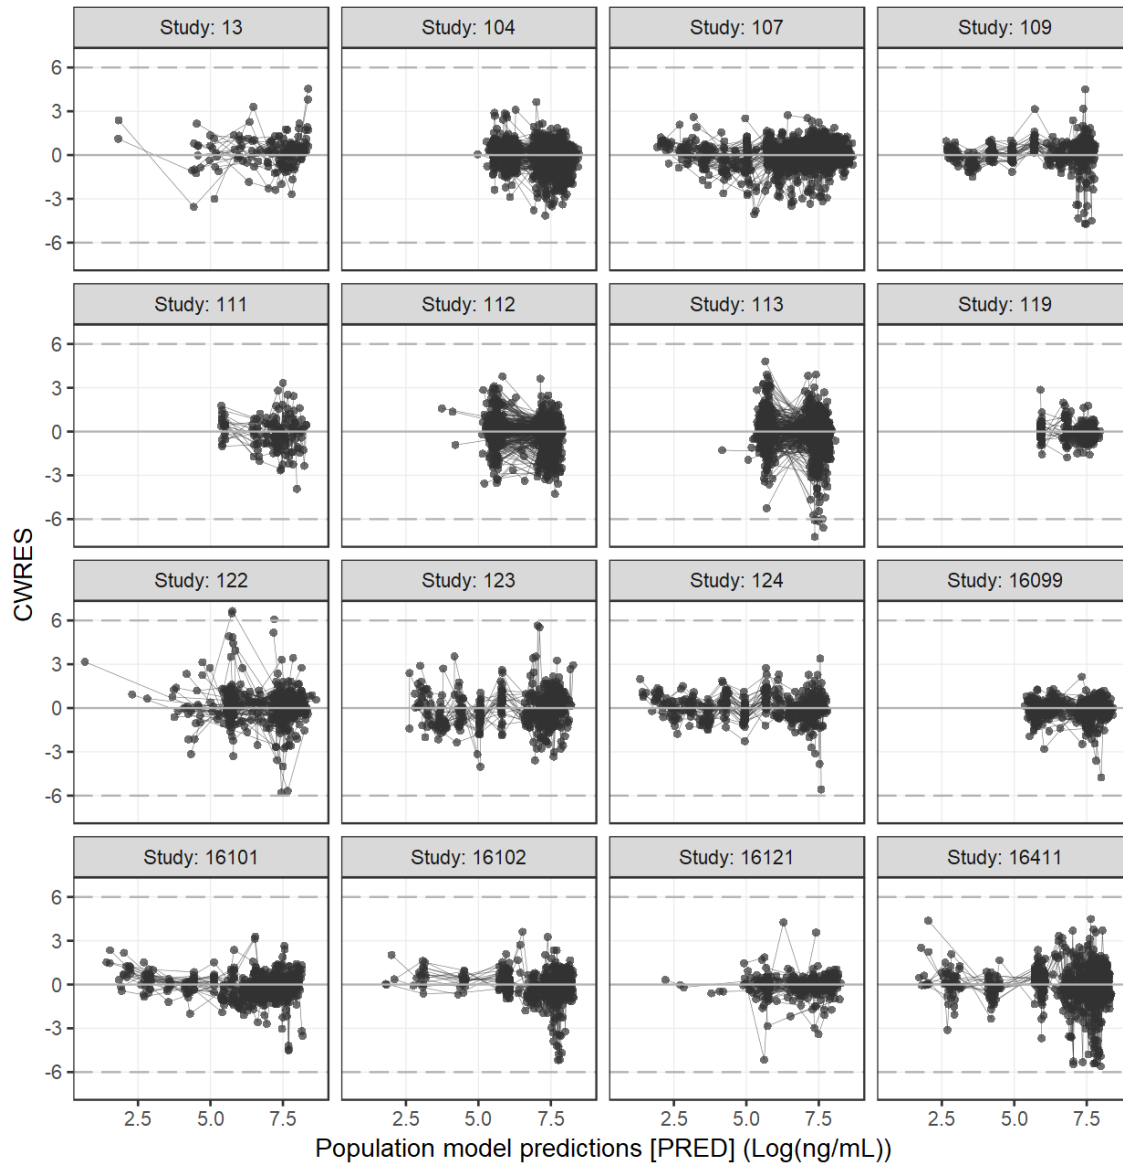 Study: 13 Study: 104 Study: 107 Study: 109
6
3
0
-3
-6
Study: 111 Study: 112 Study: 113 Study: 119
6
3
0
-3
-6
CWRES
Study: 122 Study: 123 Study: 124 Study: 16099
6
3
0
-3
-6
Study: 16101 Study: 16102 Study: 16121 Study: 16411
6
3
0
-3
-6
2.5 5.0 7.5 2.5 5.0 7.5 2.5 5.0 7.5 2.5 5.0 7.5
Population model predictions [PRED] (Log(ng/mL))